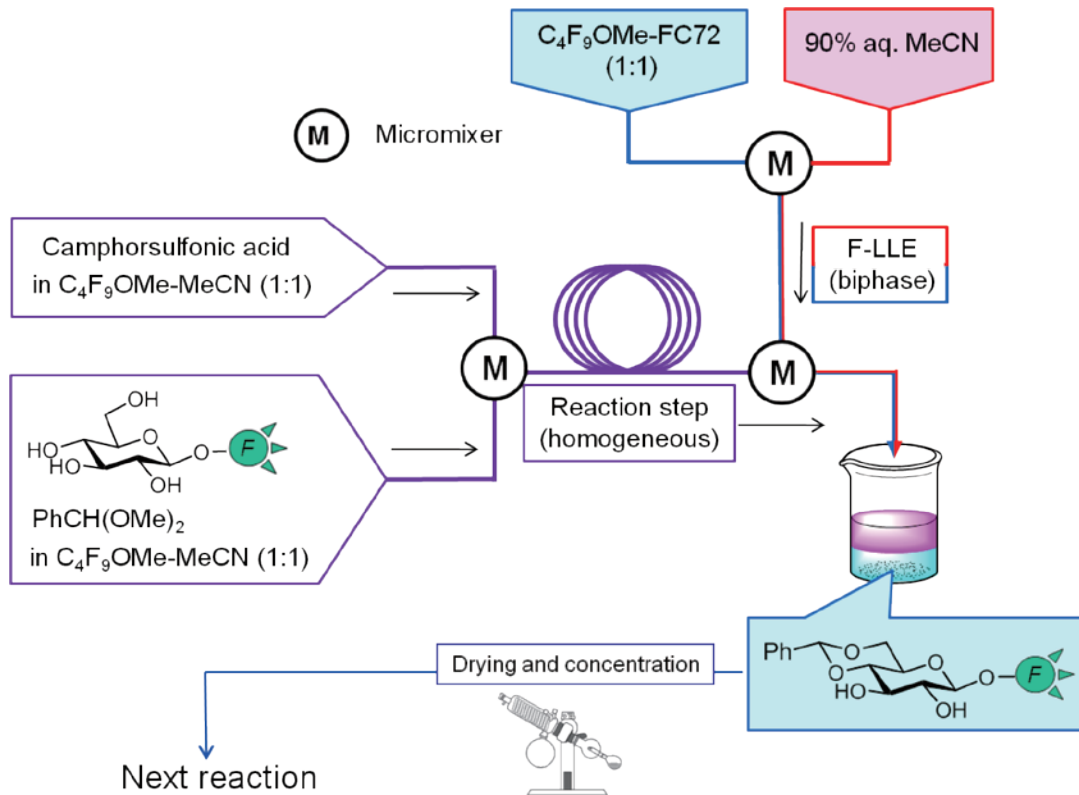 C₄F₉OMe-FC72
(1:1)
90% aq. MeCN
M
Micromixer
M
Camphorsulfonic acid
in C₄F₉OMe-MeCN (1:1)
F-LLE
(biphase)
M
M
Reaction step
(homogeneous)
OH
HO
O
HO
O
F
OH
PhCH(OMe)₂
in C₄F₉OMe-MeCN (1:1)
Ph
O
O
O
O
F
HO
OH
Drying and concentration
Next reaction